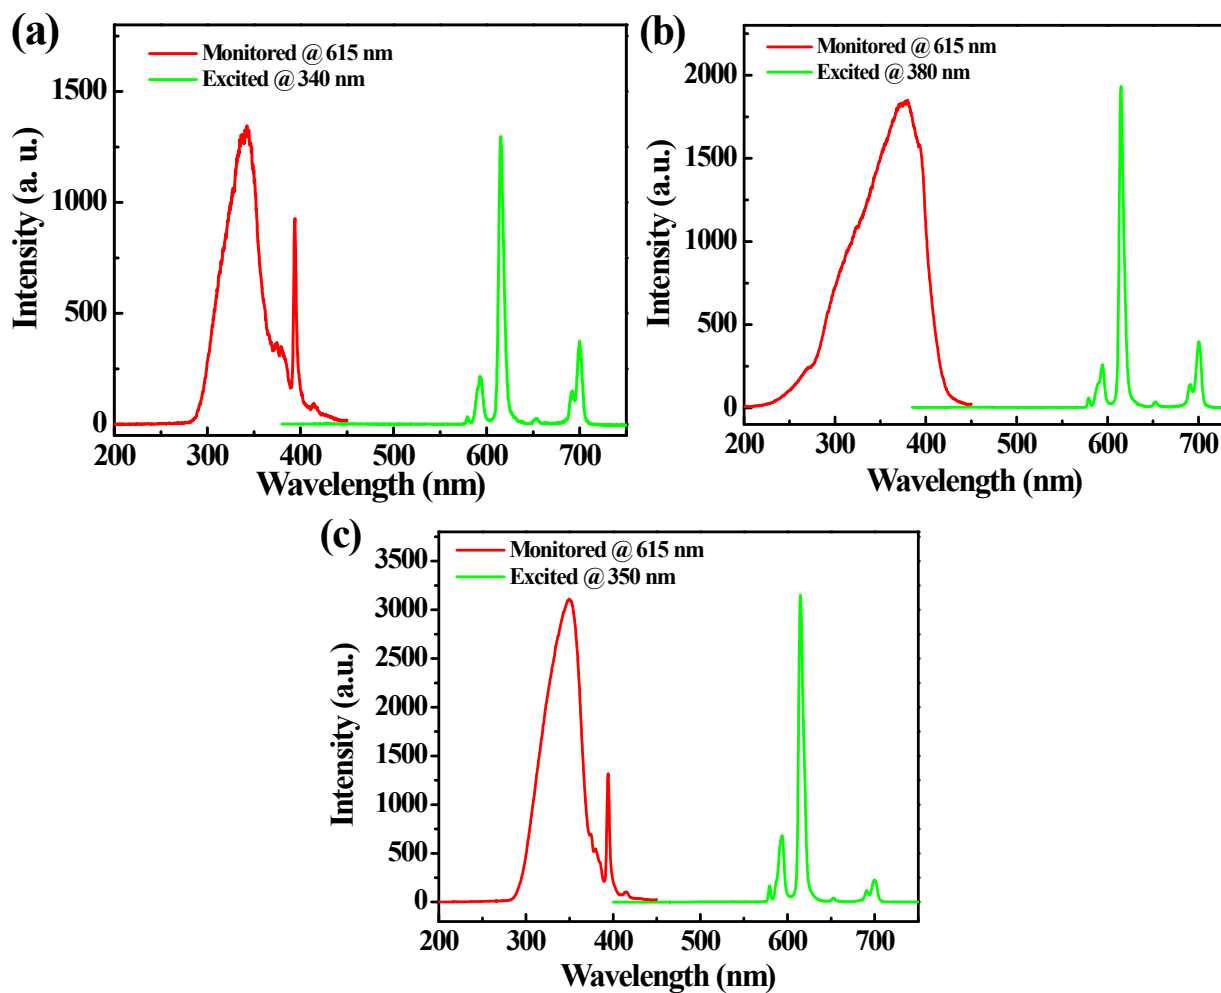 (a)
Monitored @ 615 nm
Excited @ 340 nm
Intensity (a. u.)
1500
1000
500
0
200 300 400 500 600 700
Wavelength (nm)
(b)
Monitored @ 615 nm
Excited @ 380 nm
Intensity (a.u.)
2000
1500
1000
500
0
200 300 400 500 600 700
Wavelength (nm)
(c)
Monitored @ 615 nm
Excited @ 350 nm
Intensity (a.u.)
3500
3000
2500
2000
1500
1000
500
0
200 300 400 500 600 700
Wavelength (nm)